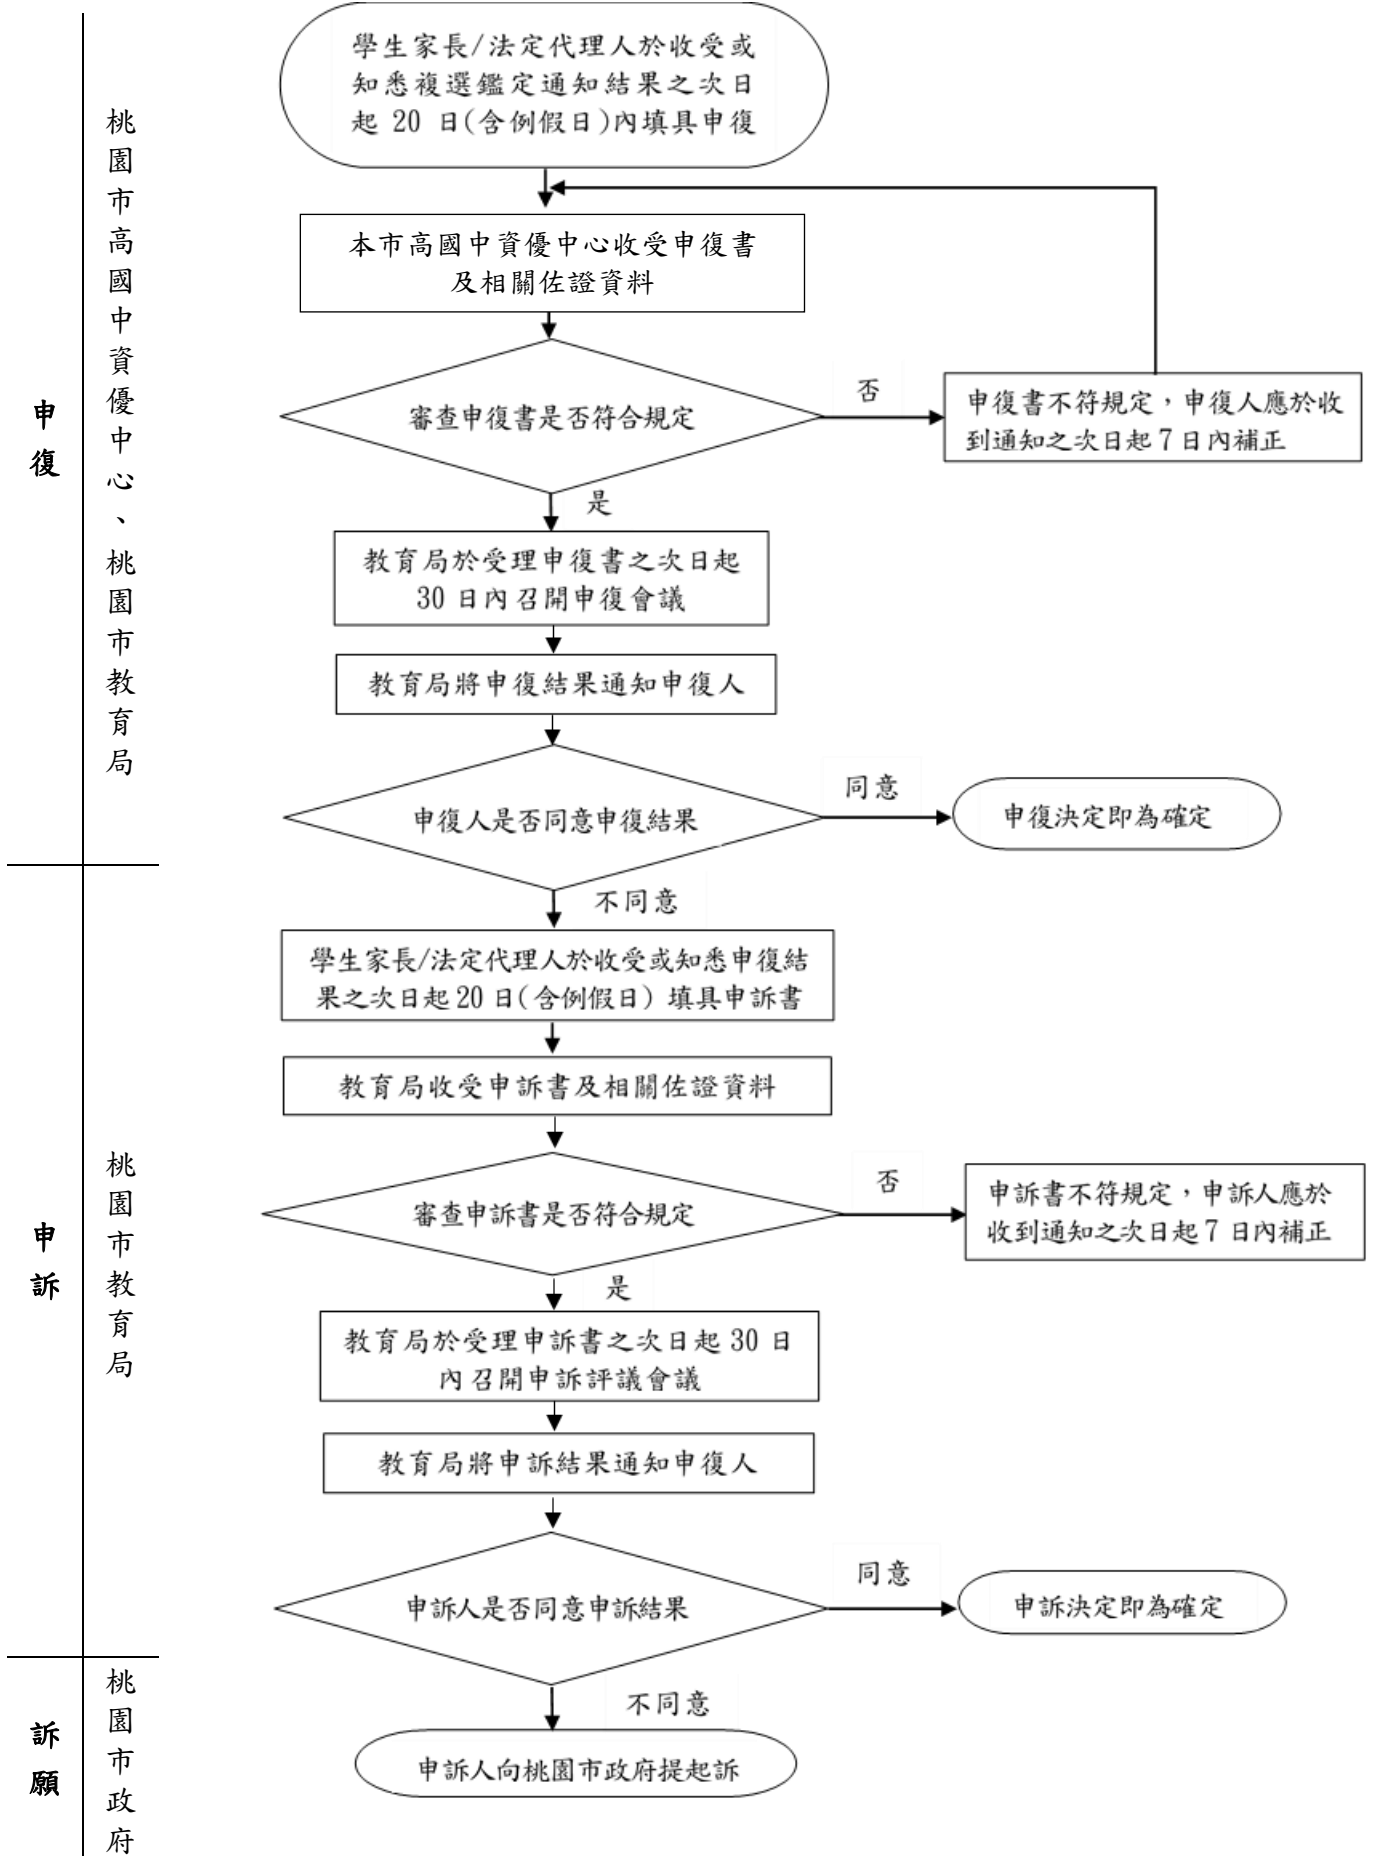 申復
桃園市高國中資優中心、桃園市教育局
學生家長/法定代理人於收受或
知悉複選鑑定通知結果之次日
起 20 日(含例假日)內填具申復
本市高國中資優中心收受申復書
及相關佐證資料
審查申復書是否符合規定
否
申復書不符規定，申復人應於收
到通知之次日起 7 日內補正
是
教育局於受理申復書之次日起
30 日內召開申復會議
教育局將申復結果通知申復人
申復人是否同意申復結果
同意
申復決定即為確定
不同意
申訴
桃園市教育局
學生家長/法定代理人於收受或知悉申復結
果之次日起 20 日(含例假日) 填具申訴書
教育局收受申訴書及相關佐證資料
審查申訴書是否符合規定
否
申訴書不符規定，申訴人應於
收到通知之次日起 7 日內補正
是
教育局於受理申訴書之次日起 30 日
內召開申訴評議會議
教育局將申訴結果通知申復人
申訴人是否同意申訴結果
同意
申訴決定即為確定
不同意
訴願
桃園市政府
申訴人向桃園市政府提起訴